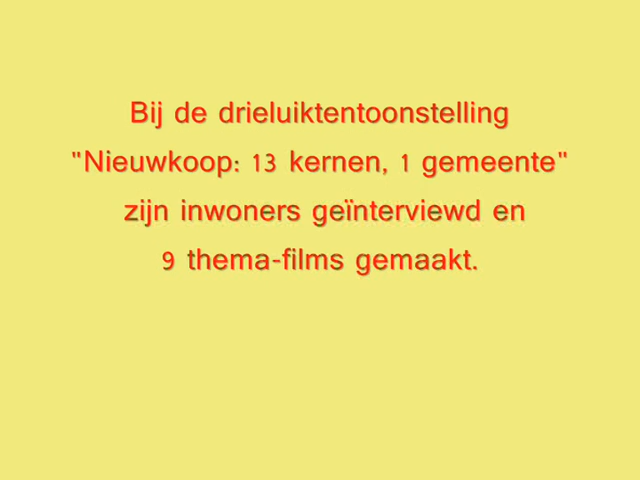 Bij de drieluiktentoonstelling
"Nieuwkoop: 13 kernen, 1 gemeente"
zijn inwoners geïnterviewd en
9 thema-films gemaakt.